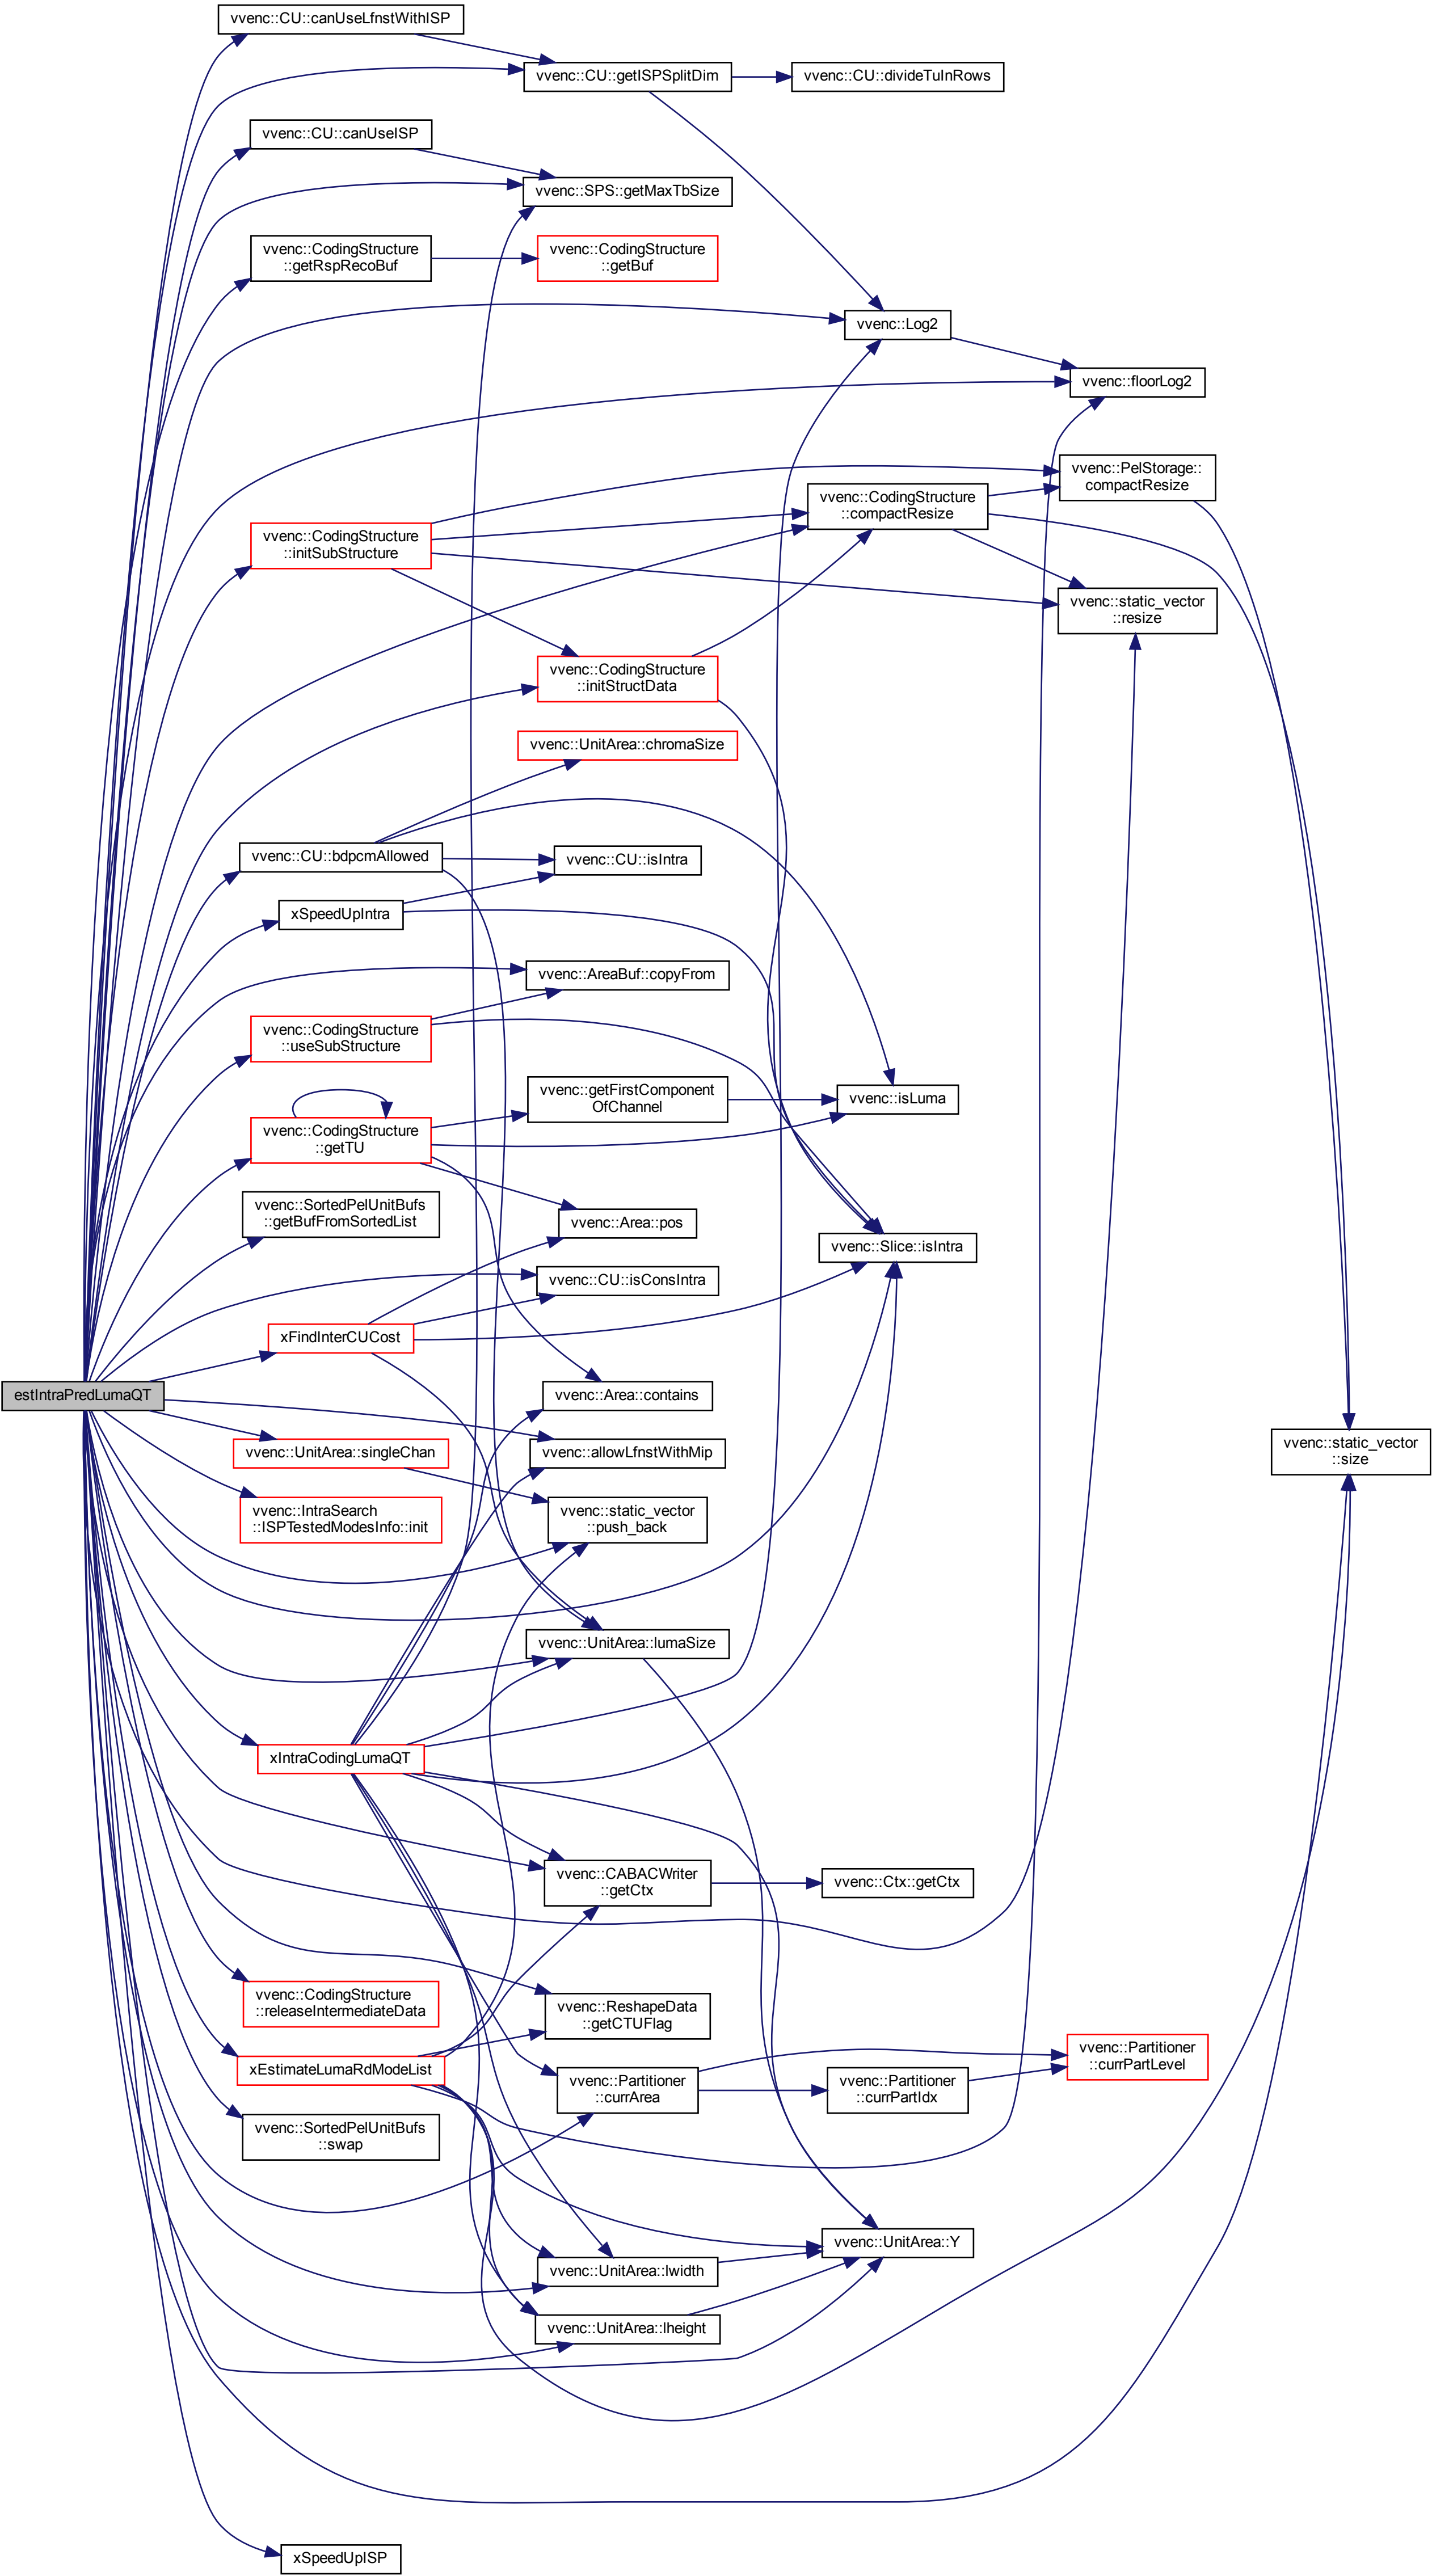 vvenc::CU::canUseLfnstWithISP
vvenc::CU::getISPSplitDim
vvenc::CU::divideTuInRows
vvenc::CU::canUseISP
vvenc::SPS::getMaxTbSize
vvenc::CodingStructure
::getRspRecoBuf
vvenc::CodingStructure
::getBuf
vvenc::Log2
vvenc::floorLog2
vvenc::PelStorage::
compactResize
vvenc::CodingStructure
::compactResize
vvenc::CodingStructure
::initSubStructure
vvenc::static_vector
::resize
vvenc::CodingStructure
::initStructData
vvenc::UnitArea::chromaSize
vvenc::CU::bdpcmAllowed
vvenc::CU::isIntra
xSpeedUpIntra
vvenc::AreaBuf::copyFrom
vvenc::CodingStructure
::useSubStructure
vvenc::getFirstComponent
OfChannel
vvenc::isLuma
vvenc::CodingStructure
::getTU
vvenc::SortedPelUnitBufs
::getBufFromSortedList
vvenc::Area::pos
vvenc::Slice::isIntra
vvenc::CU::isConsIntra
xFindInterCUCost
estIntraPredLumaQT
vvenc::Area::contains
vvenc::UnitArea::singleChan
vvenc::allowLfnstWithMip
vvenc::static_vector
::size
vvenc::IntraSearch
::ISPTestedModesInfo::init
vvenc::static_vector
::push_back
vvenc::UnitArea::lumaSize
xIntraCodingLumaQT
vvenc::CABACWriter
::getCtx
vvenc::Ctx::getCtx
vvenc::CodingStructure
::releaseIntermediateData
vvenc::ReshapeData
::getCTUFlag
xEstimateLumaRdModeList
vvenc::Partitioner
::currArea
vvenc::Partitioner
::currPartIdx
vvenc::Partitioner
::currPartLevel
vvenc::SortedPelUnitBufs
::swap
vvenc::UnitArea::Y
vvenc::UnitArea::lwidth
vvenc::UnitArea::lheight
xSpeedUpISP